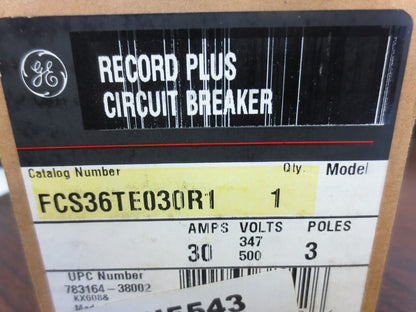 GE
RECORD PLUS
CIRCUIT BREAKER
Catalog Number Qty. Model
FCS36TE030R1 1
AMPS VOLTS POLES
30 347 500 3
UPC Number
783164-38002
5543